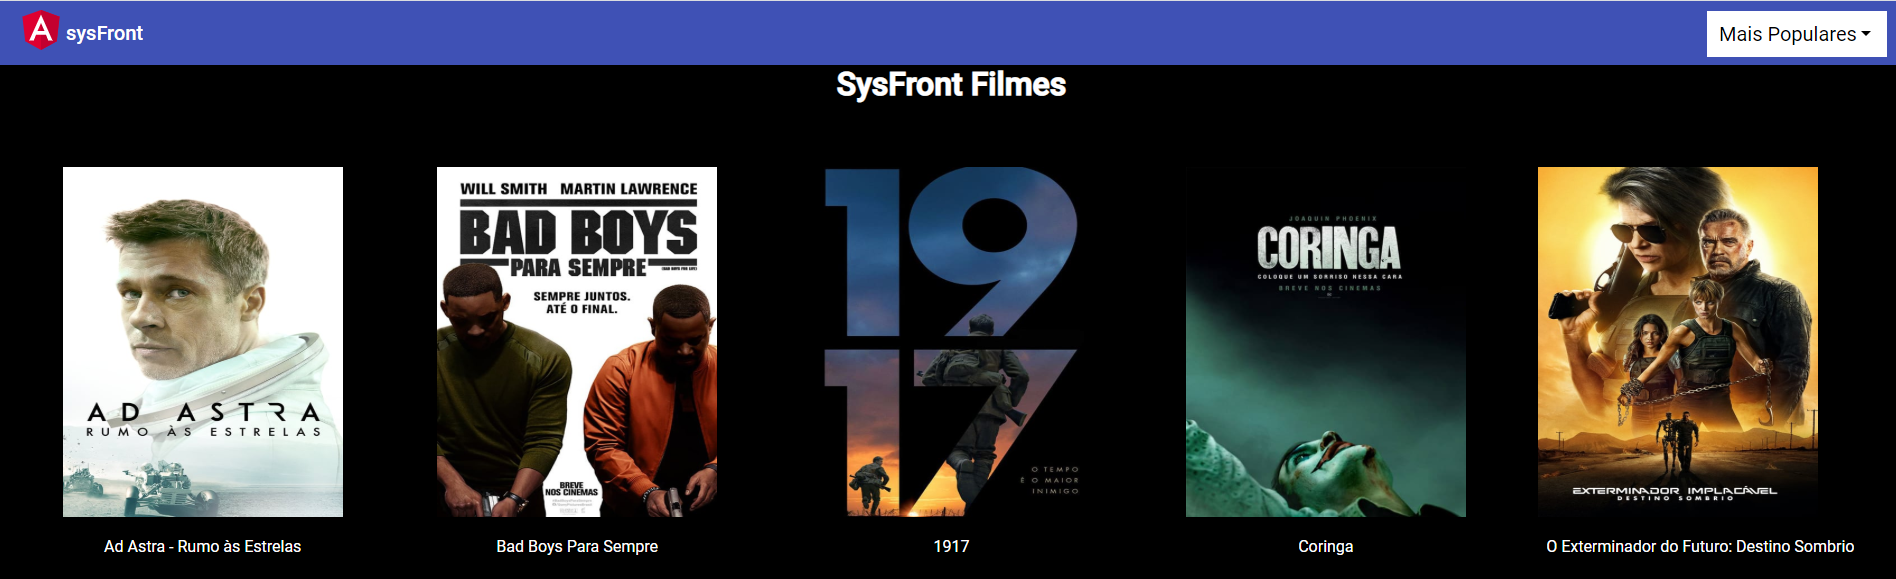 A sysFront
Mais Populares
SysFront Filmes
AD ASTRA
RUMO ÀS ESTRELAS
WILL SMITH MARTIN LAWRENCE
BAD BOYS
PARA SEMPRE
SEMPRE JUNTOS.
ATÉ O FINAL.
BREVE
NOS CINEMAS
19
17
O TEMPO
É O MAIOR
INIMIGO
JOAQUIN PHOENIX
CORINGA
COLOQUE UM SORRISO NESSA CARA
BREVE NOS CINEMAS
EXTERMINADOR IMPLACÁVEL
DESTINO SOMBRIO
Ad Astra - Rumo às Estrelas
Bad Boys Para Sempre
1917
Coringa
O Exterminador do Futuro: Destino Sombrio